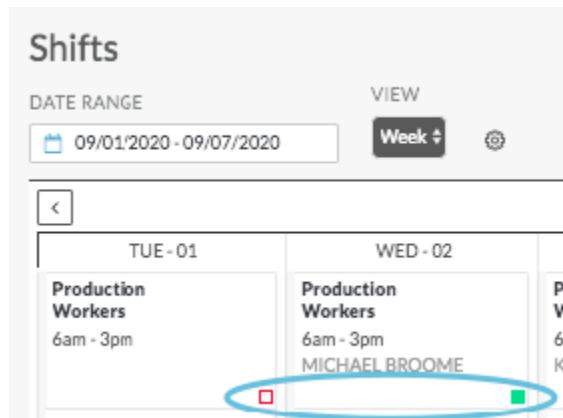 Shifts
DATE RANGE
VIEW
09/01/2020 - 09/07/2020
Week
TUE - 01
WED - 02
Production
Workers
6am - 3pm
Production
Workers
6am - 3pm
MICHAEL BROOME